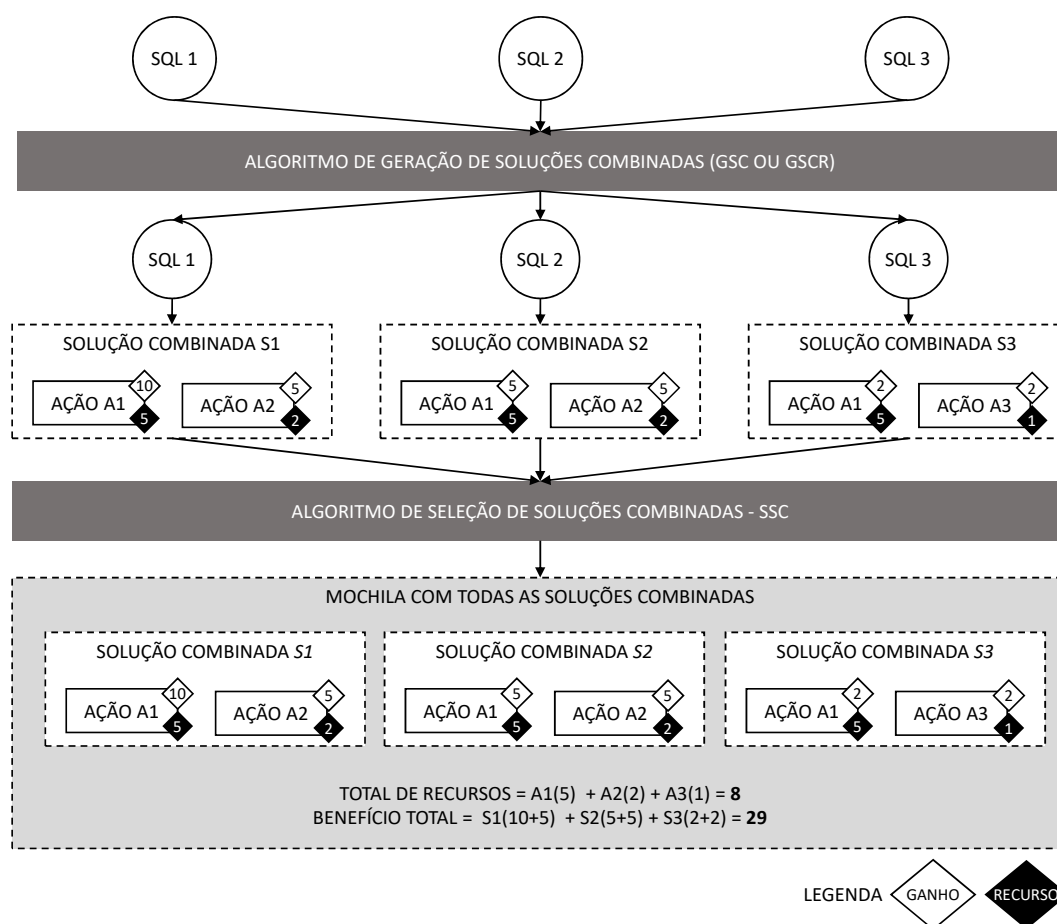 SQL 1
SQL 2
SQL 3
ALGORITMO DE GERAÇÃO DE SOLUÇÕES COMBINADAS (GSC OU GSCR)
SQL 1
SQL 2
SQL 3
SOLUÇÃO COMBINADA S1
AÇÃO A1
10
5
AÇÃO A2
5
2
SOLUÇÃO COMBINADA S2
AÇÃO A1
5
5
AÇÃO A2
5
2
SOLUÇÃO COMBINADA S3
AÇÃO A1
2
5
AÇÃO A3
2
1
ALGORITMO DE SELEÇÃO DE SOLUÇÕES COMBINADAS - SSC
MOCHILA COM TODAS AS SOLUÇÕES COMBINADAS
SOLUÇÃO COMBINADA S1
AÇÃO A1
10
5
AÇÃO A2
5
2
SOLUÇÃO COMBINADA S2
AÇÃO A1
5
5
AÇÃO A2
5
2
SOLUÇÃO COMBINADA S3
AÇÃO A1
2
5
AÇÃO A3
2
1
TOTAL DE RECURSOS = A1(5) + A2(2) + A3(1) = 8
BENEFÍCIO TOTAL = S1(10+5) + S2(5+5) + S3(2+2) = 29
LEGENDA
GANHO
RECURSO